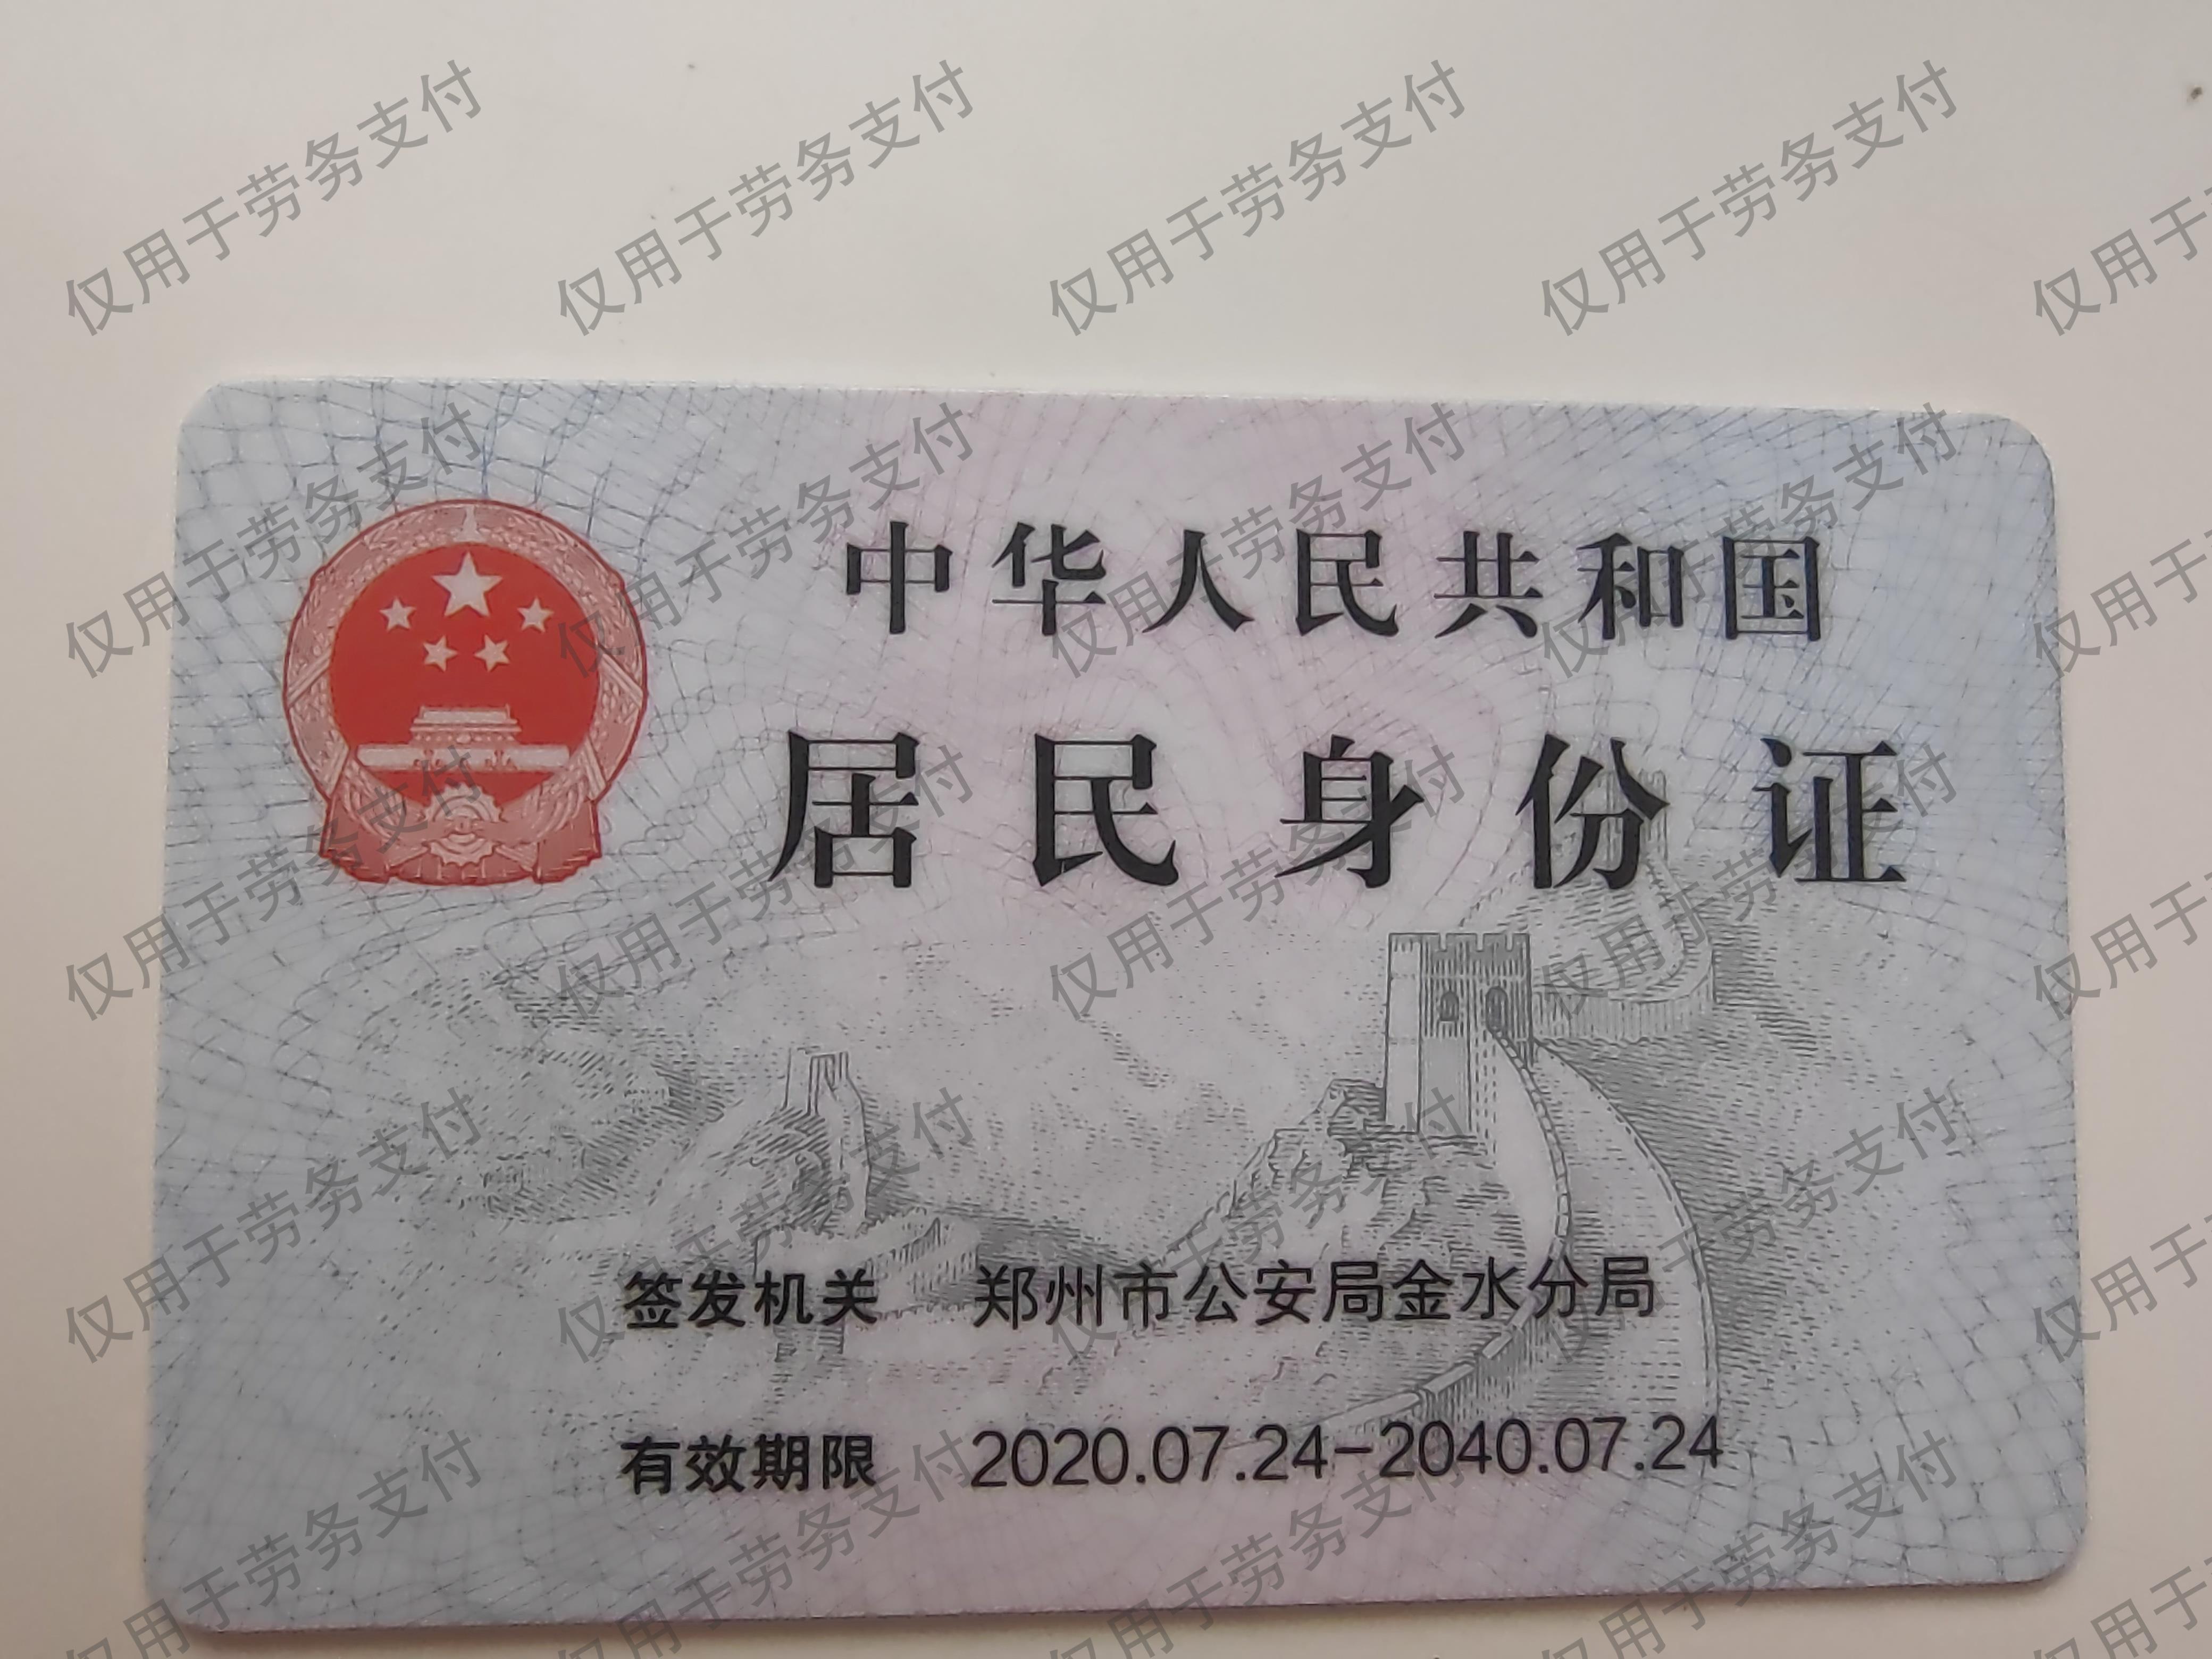 中华人民共和国
居民身份证
签发机关 郑州市公安局金水分局
有效期限 2020.07.24-2040.07.24
仅用于劳务支付